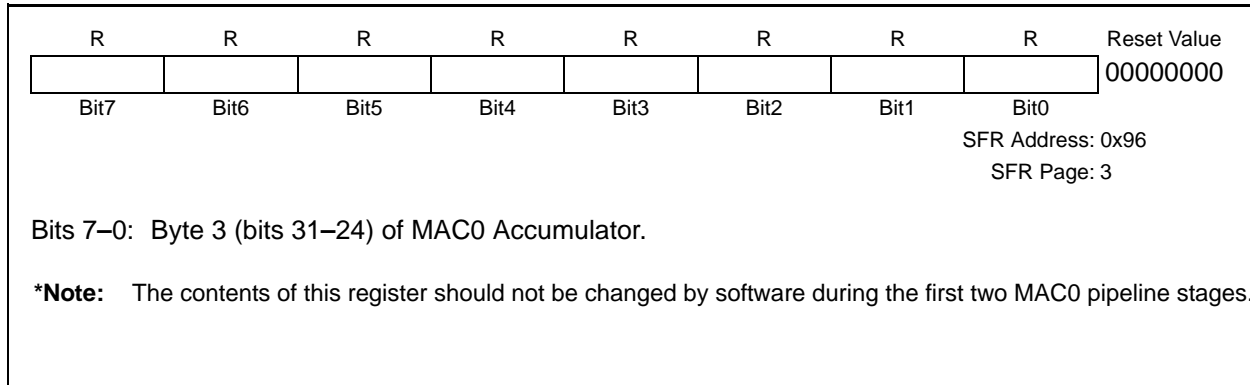 R R R R R R R R Reset Value
00000000
Bit7 Bit6 Bit5 Bit4 Bit3 Bit2 Bit1 Bit0
SFR Address: 0x96
SFR Page: 3
Bits 7–0: Byte 3 (bits 31–24) of MAC0 Accumulator.
*Note: The contents of this register should not be changed by software during the first two MAC0 pipeline stages.